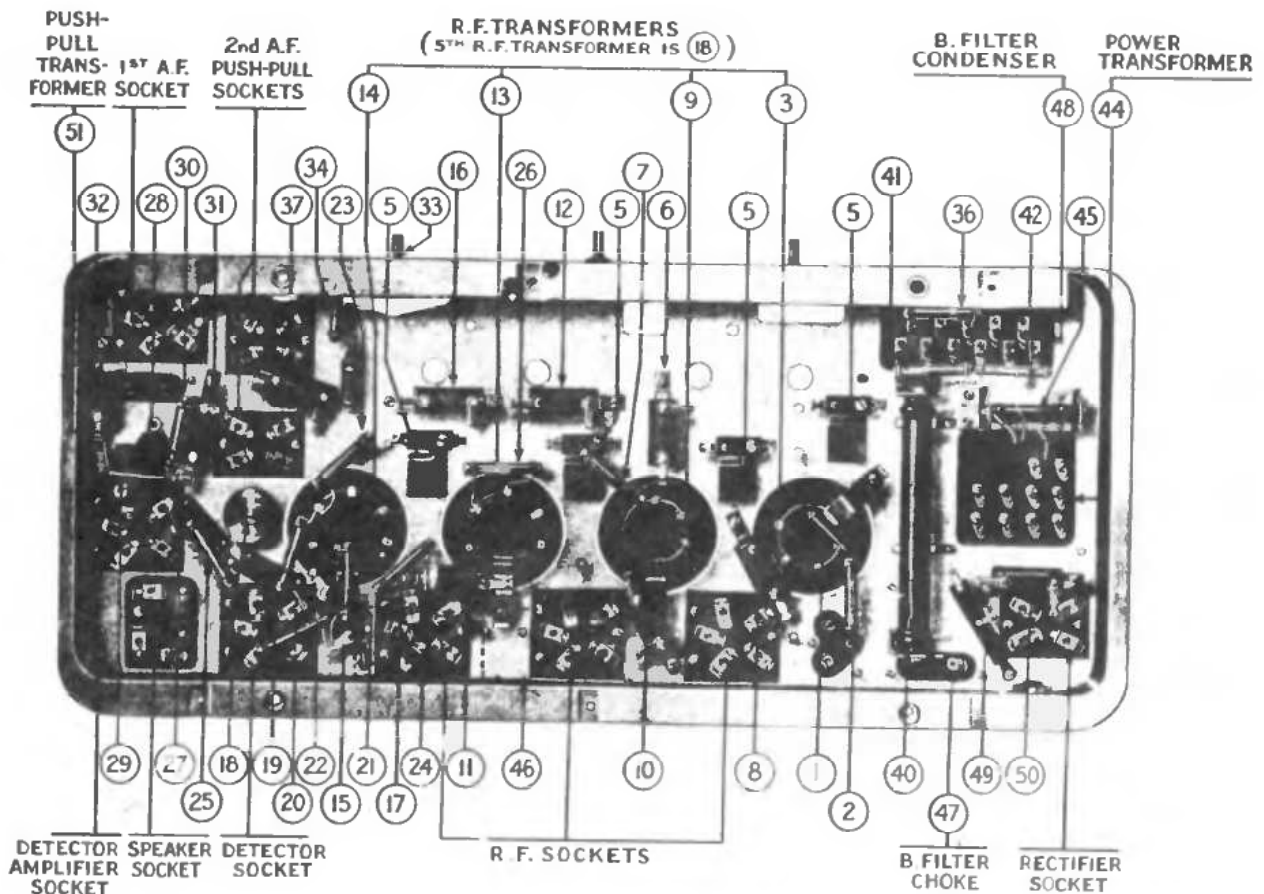 PUSH-
PULL
TRANS-
FORMER
1ST A.F.
SOCKET
2nd A.F.
PUSH-PULL
SOCKETS
R.F. TRANSFORMERS
(5TH R.F. TRANSFORMER IS 18)
B. FILTER
CONDENSER
POWER
TRANSFORMER
51
14
13
9
3
48
44
30
34
16
26
7
41
32
28
31
37
23
5
33
12
5
6
5
5
36
42
45
29
27
18
19
22
21
24
11
46
10
8
1
40
49
50
25
20
15
17
2
47
DETECTOR
AMPLIFIER
SOCKET
SPEAKER
SOCKET
DETECTOR
SOCKET
R.F. SOCKETS
B. FILTER
CHOKE
RECTIFIER
SOCKET